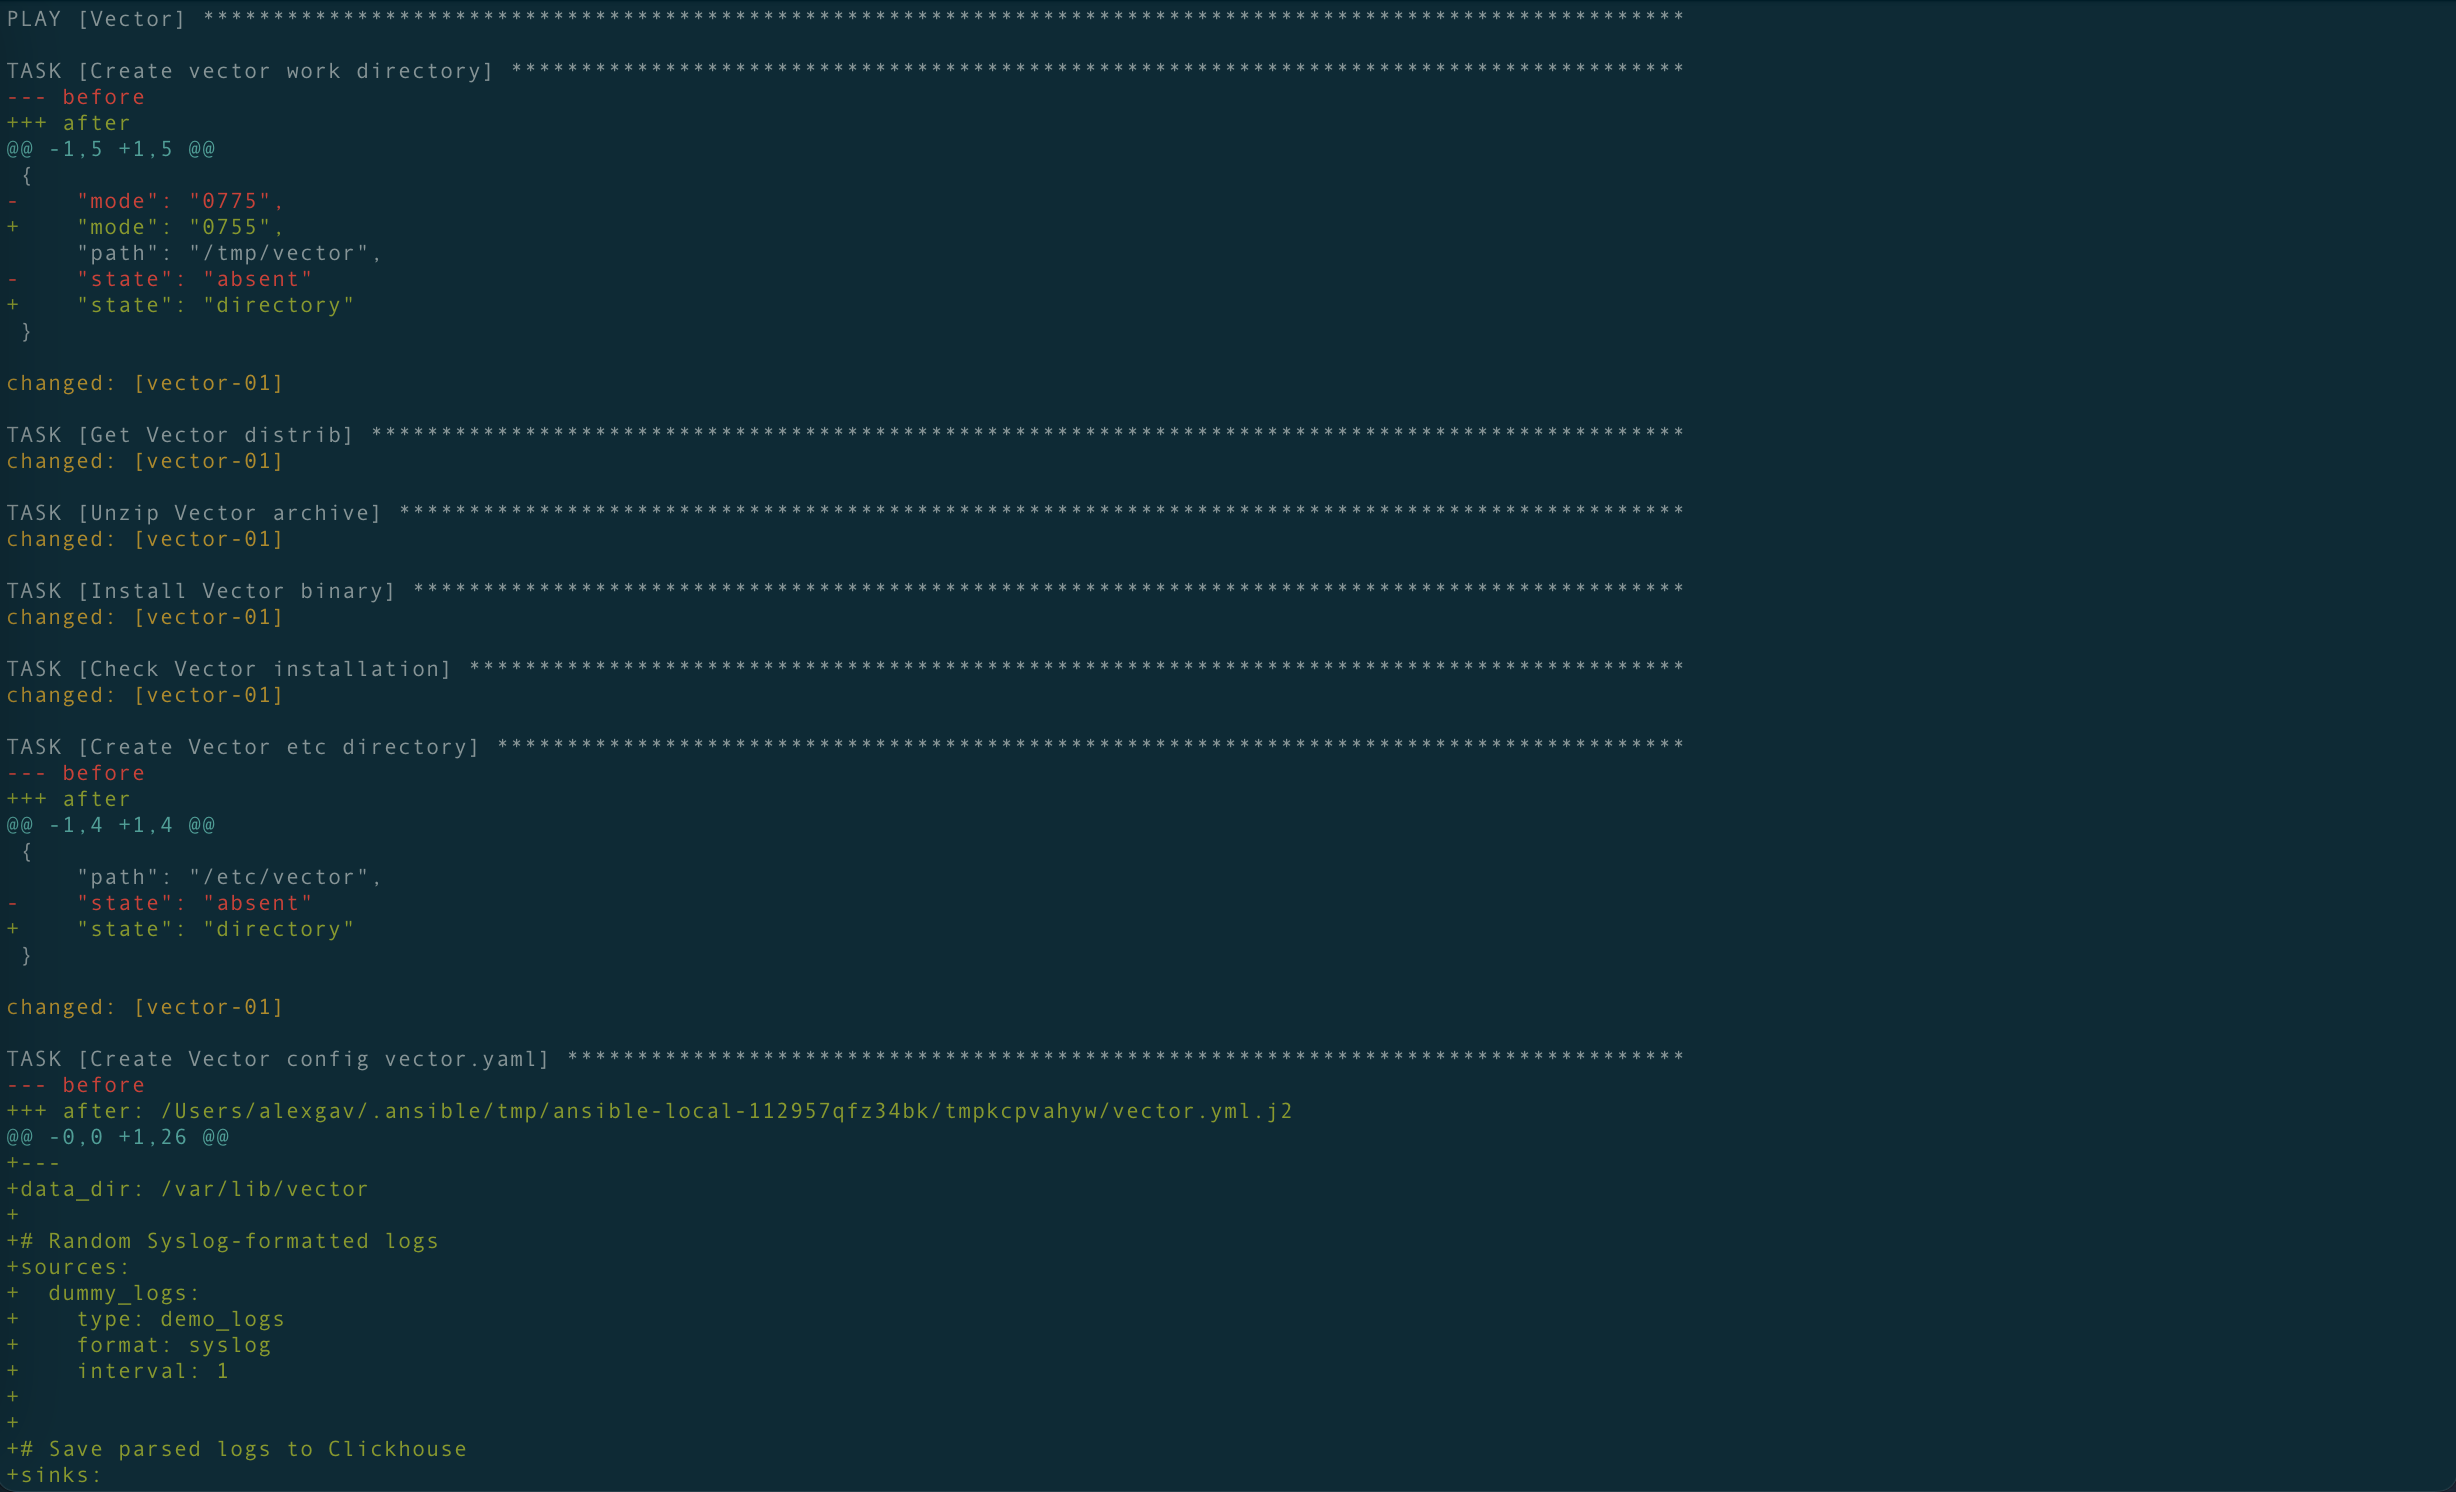 PLAY [Vector] **********************************************************************************************************
TASK [Create vector work directory] ************************************************************************************
--- before
+++ after
@@ -1,5 +1,5 @@
 {
-    "mode": "0775",
+    "mode": "0755",
     "path": "/tmp/vector",
-    "state": "absent"
+    "state": "directory"
 }
changed: [vector-01]
TASK [Get Vector distrib] **********************************************************************************************
changed: [vector-01]
TASK [Unzip Vector archive] ********************************************************************************************
changed: [vector-01]
TASK [Install Vector binary] *******************************************************************************************
changed: [vector-01]
TASK [Check Vector installation] ***************************************************************************************
changed: [vector-01]
TASK [Create Vector etc directory] *************************************************************************************
--- before
+++ after
@@ -1,4 +1,4 @@
 {
     "path": "/etc/vector",
-    "state": "absent"
+    "state": "directory"
 }
changed: [vector-01]
TASK [Create Vector config vector.yaml] ********************************************************************************
--- before
+++ after: /Users/alexgav/.ansible/tmp/ansible-local-112957qfz34bk/tmpkcpvahyw/vector.yml.j2
@@ -0,0 +1,26 @@
+---
+data_dir: /var/lib/vector
+
+# Random Syslog-formatted logs
+sources:
+  dummy_logs:
+    type: demo_logs
+    format: syslog
+    interval: 1
+
+
+# Save parsed logs to Clickhouse
+sinks: